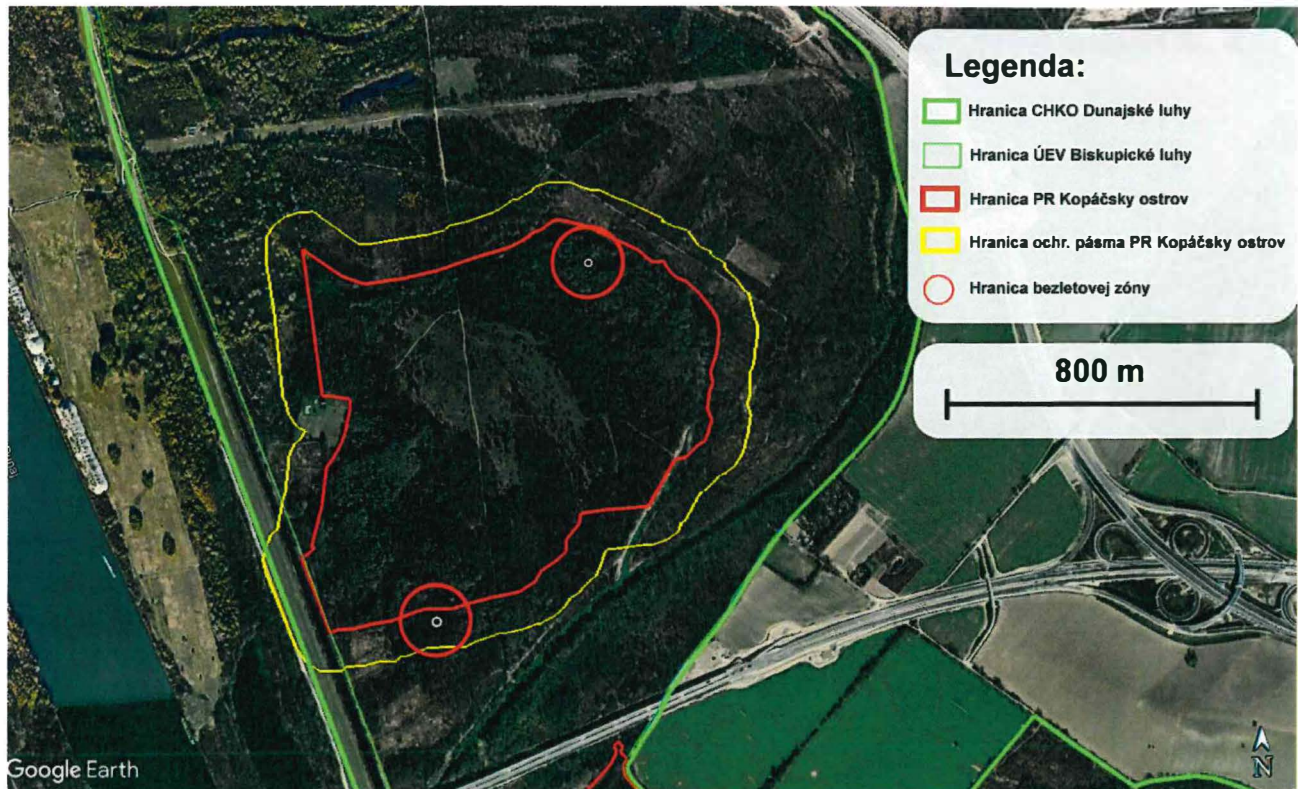 Legenda:
Hranica CHKO Dunajské luhy
Hranica ÚEV Biskupické luhy
Hranica PR Kopáčsky ostrov
Hranica ochr. pásma PR Kopáčsky ostrov
Hranica bezletovej zóny
800 m
Dunaj
Google Earth
N